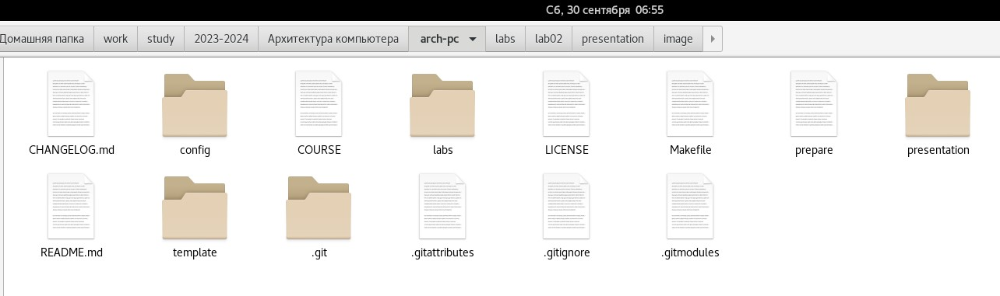 Сб, 30 сентября 06:55
Домашняя папка work study 2023-2024 Архитектура компьютера arch-pc labs lab02 presentation image
CHANGELOG.md config COURSE labs LICENSE Makefile prepare presentation
README.md template .git .gitattributes .gitignore .gitmodules